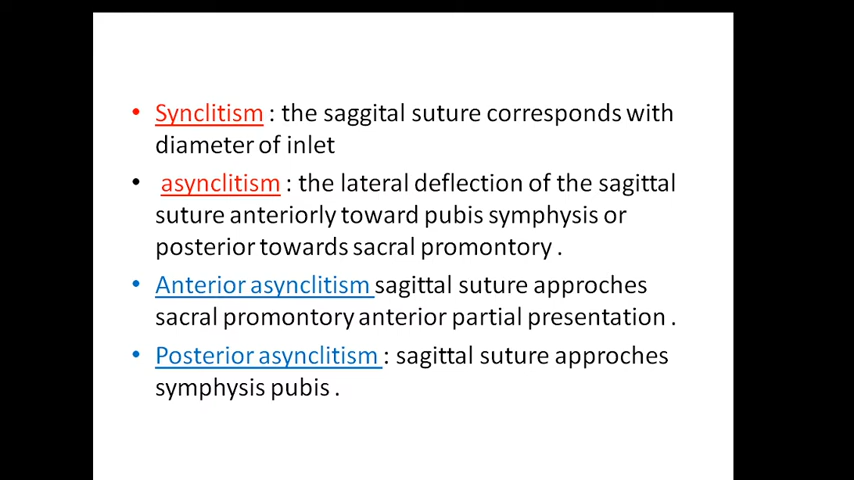 • Synclitism : the saggital suture corresponds with
diameter of inlet
• asynclitism : the lateral deflection of the sagittal
suture anteriorly toward pubis symphysis or
posterior towards sacral promontory .
• Anterior asynclitism sagittal suture approches
sacral promontory anterior partial presentation .
• Posterior asynclitism : sagittal suture approches
symphysis pubis .